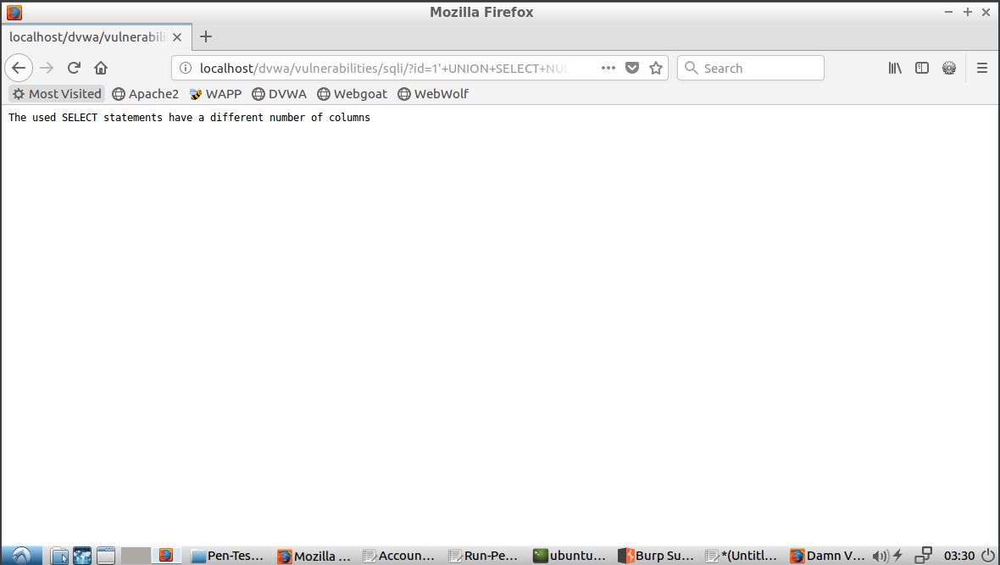 Mozilla Firefox
localhost/dvwa/vulnerabili
localhost/dvwa/vulnerabilities/sqli/?id=1'+UNION+SELECT+NUL
Search
Most Visited Apache2 WAPP DVWA Webgoat WebWolf
The used SELECT statements have a different number of columns
Pen-Tes... Mozilla ... Accoun... Run-Pe... ubuntu... Burp Su... *(Untitl... Damn V... 03:30